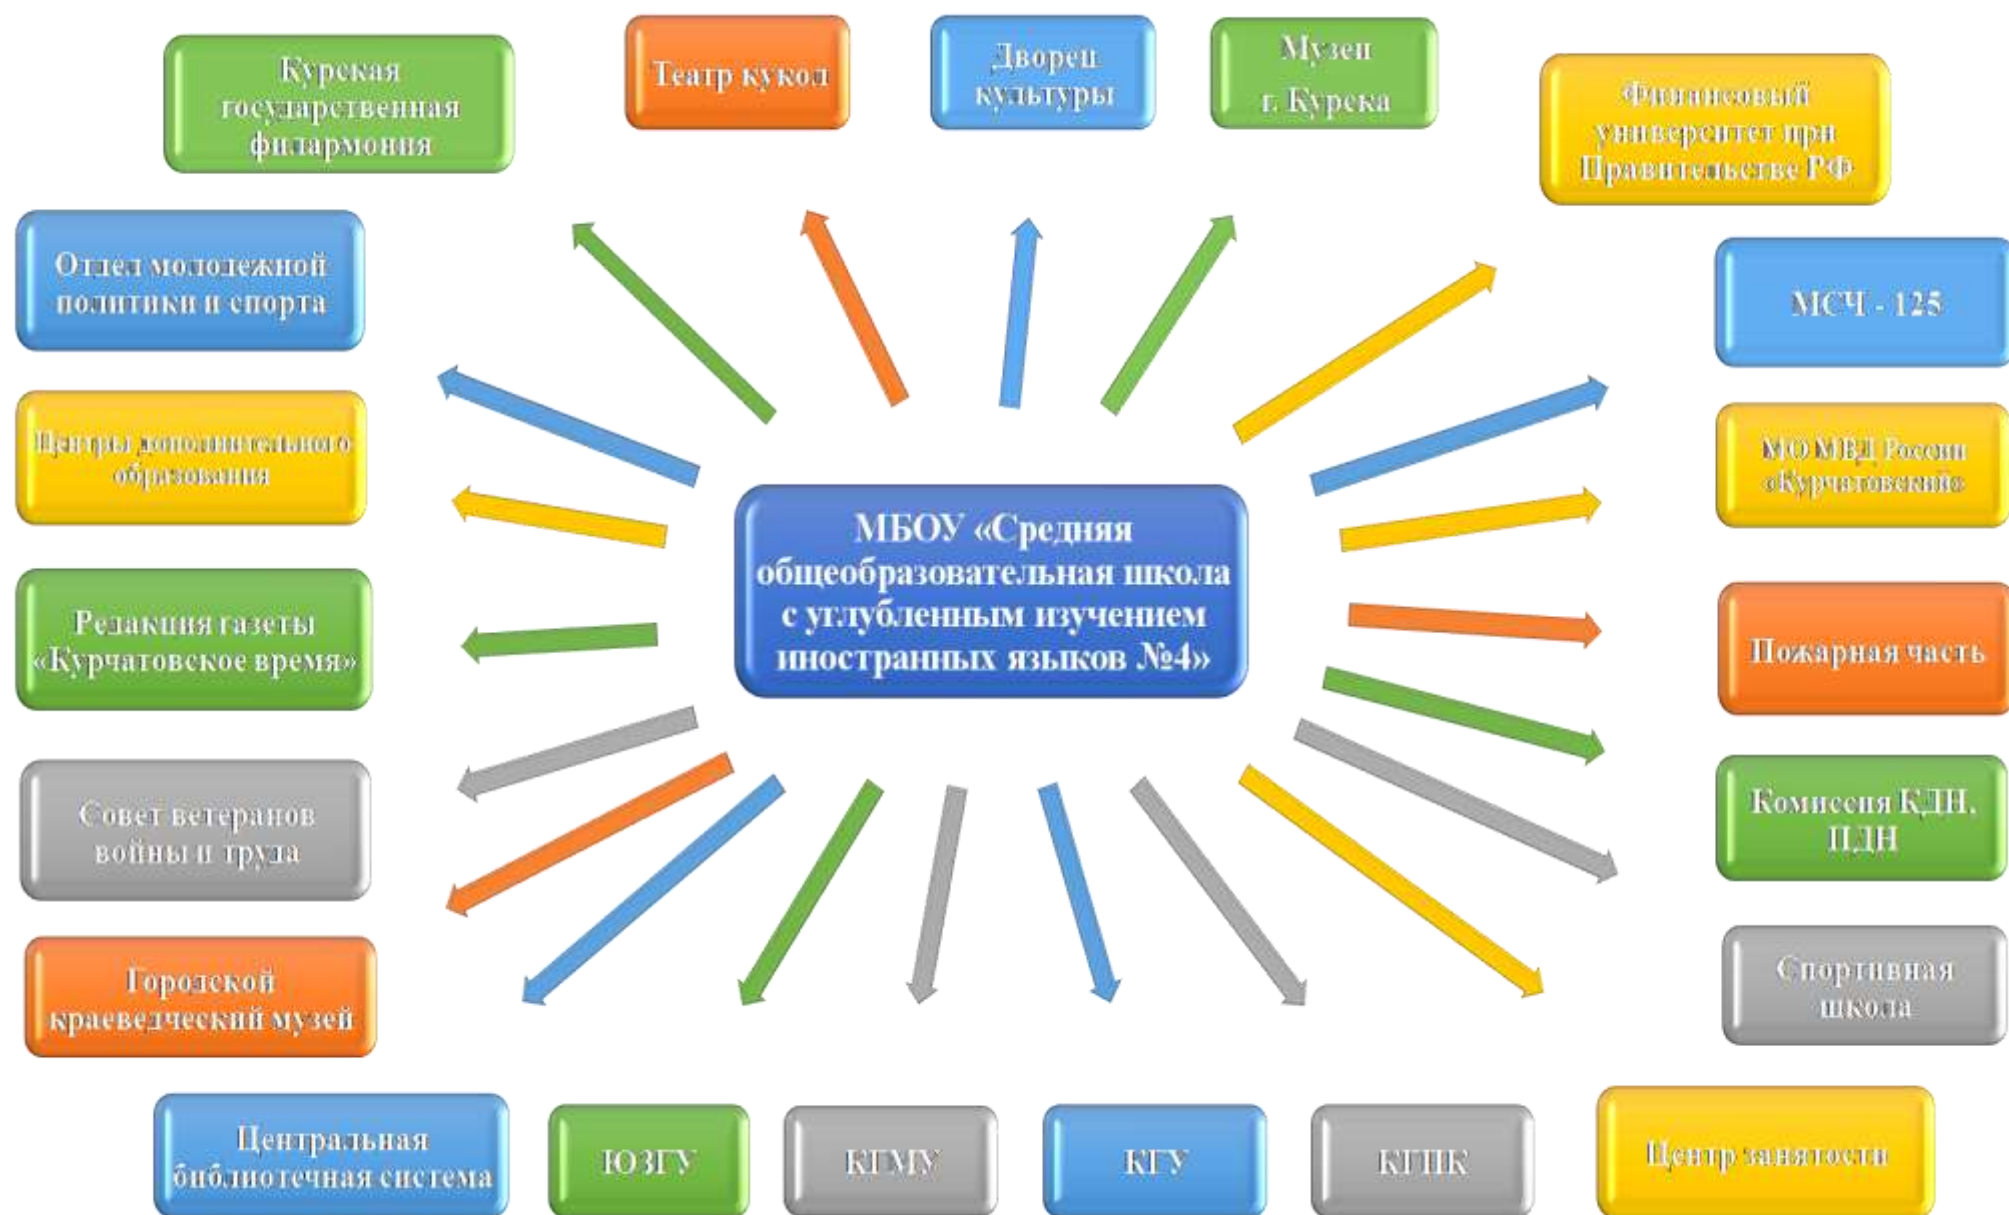 Курская
государственная
филармония
Театр кукол
Дворец
культуры
Музеи
г. Курска
Финансовый
университет при
Правительстве РФ
Отдел молодежной
политики и спорта
МСЧ - 125
Центры дополнительного
образования
МО МВД России
«Курчатовский»
МБОУ «Средняя
общеобразовательная школа
с углубленным изучением
иностранных языков №4»
Редакция газеты
«Курчатовское время»
Пожарная часть
Совет ветеранов
войны и труда
Комиссия КДН,
ПДН
Городской
краеведческий музей
Спортивная
школа
Центральная
библиотечная система
ЮЗГУ
КГМУ
КГУ
КГПК
Центр занятости